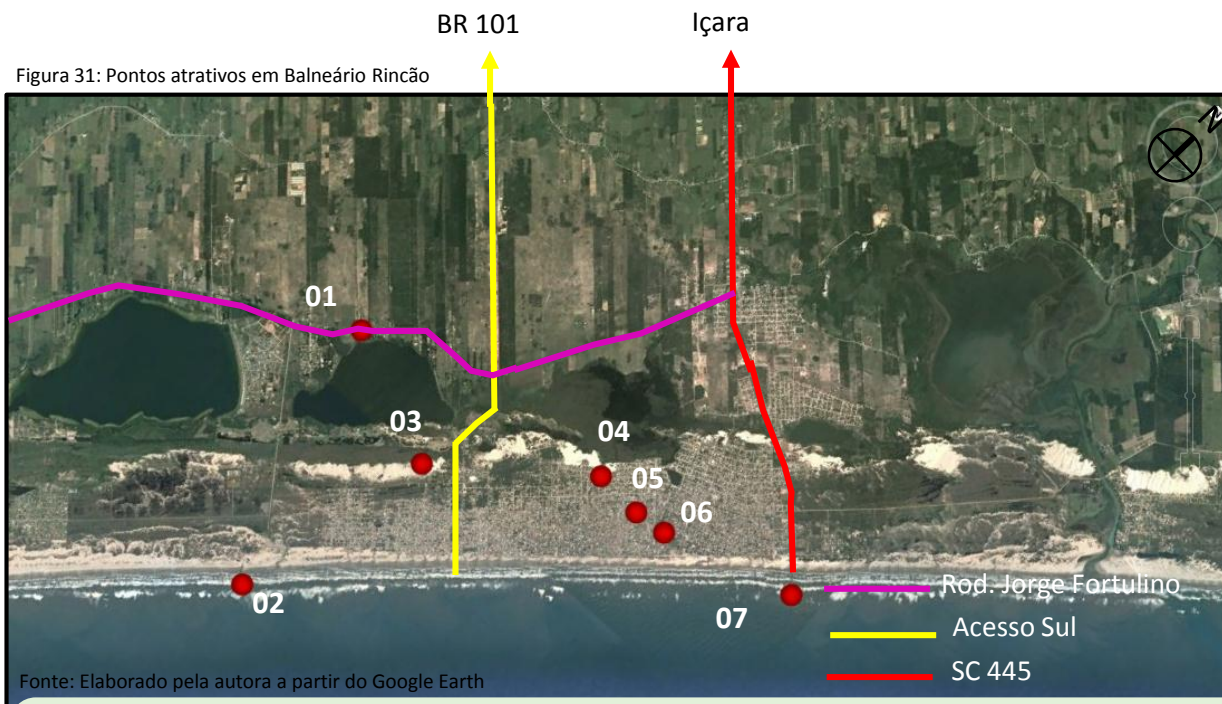 BR 101
Içara
Figura 31: Pontos atrativos em Balneário Rincão
N
01
03
04
05
06
02
07
Rod. Jorge Fortulino
Acesso Sul
SC 445
Fonte: Elaborado pela autora a partir do Google Earth